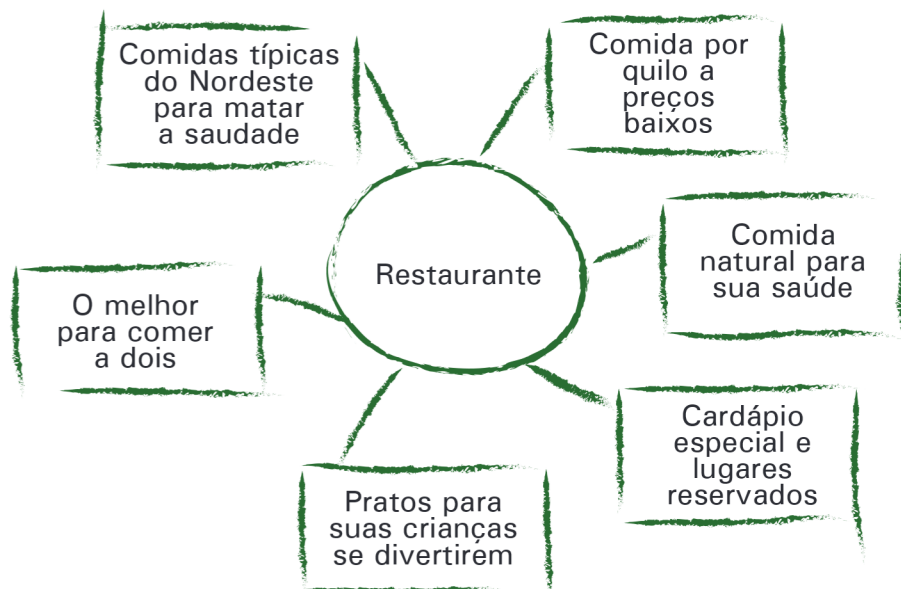 Comidas típicas
do Nordeste
para matar
a saudade
Comida por
quilo a
preços
baixos
Restaurante
Comida
natural para
sua saúde
O melhor
para comer
a dois
Cardápio
especial e
lugares
reservados
Pratos para
suas crianças
se divertirem